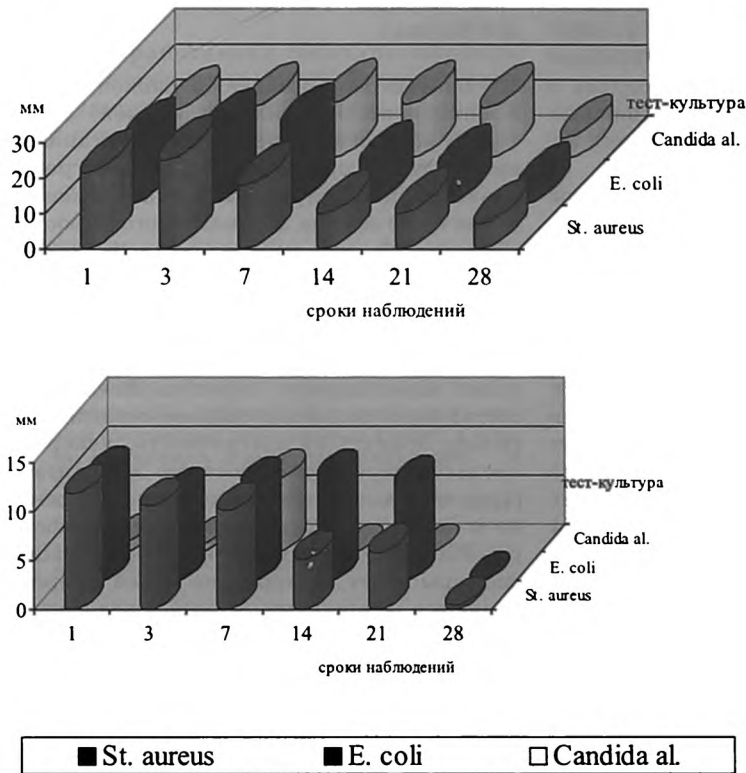 мм
30
20
10
0
1 3 7 14 21 28
сроки наблюдений
тест-культура
Candida al.
E. coli
St. aureus
мм
15
10
5
0
1 3 7 14 21 28
сроки наблюдений
тест-культура
Candida al.
E. coli
St. aureus
St. aureus E. coli Candida al.